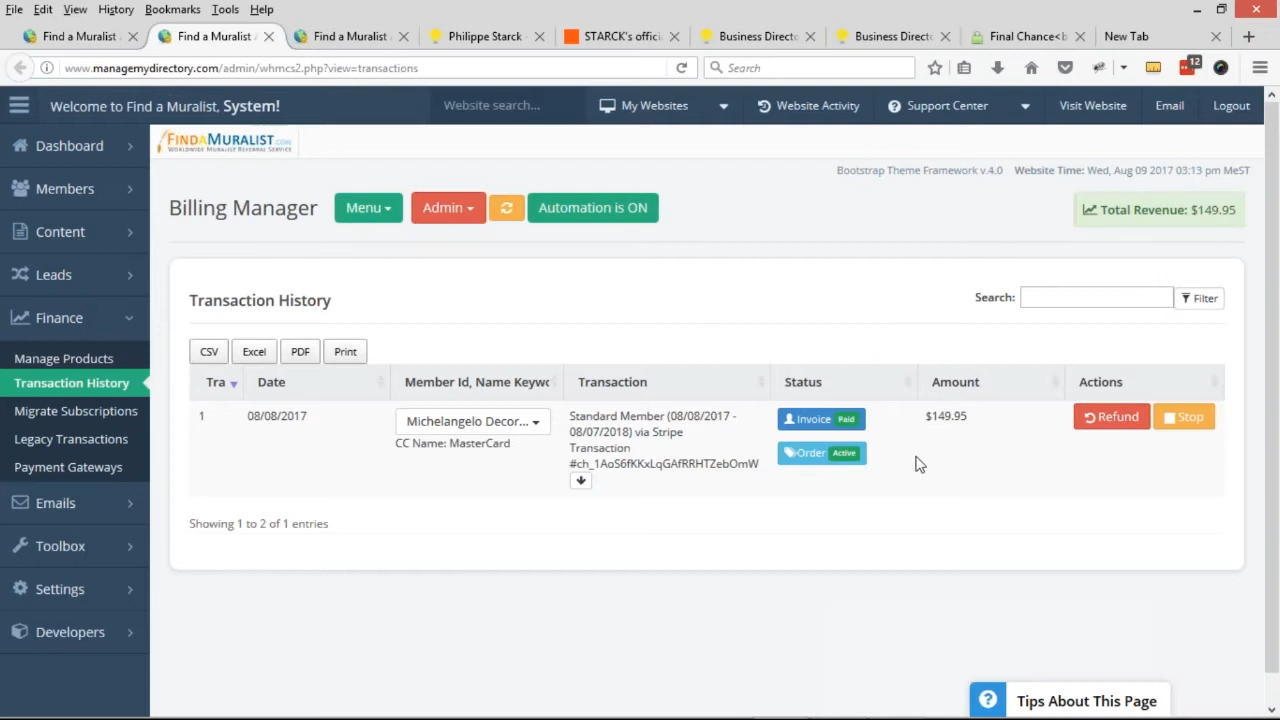 File Edit View History Bookmarks Tools Help
Find a Muralist Find a Muralist Find a Muralist Philippe Starck - STARCK's offici Business Directo Business Directo Final Chance<b New Tab
www.managemydirectory.com/admin/whmcs2.php?view=transactions Search 12
Welcome to Find a Muralist, System! Website search... My Websites Website Activity Support Center Visit Website Email Logout
FINDAMURALIST.COM
WORLDWIDE MURALIST REFERRAL SERVICE
Bootstrap Theme Framework v.4.0 Website Time: Wed, Aug 09 2017 03:13 pm MeST
Dashboard
Members
Content
Leads
Finance
Manage Products
Transaction History
Migrate Subscriptions
Legacy Transactions
Payment Gateways
Emails
Toolbox
Settings
Developers
Billing Manager Menu Admin Automation is ON Total Revenue: $149.95
Transaction History Search: Filter
CSV Excel PDF Print
Tra Date Member Id, Name Keywo Transaction Status Amount Actions
1 08/08/2017 Michelangelo Decor... Standard Member (08/08/2017 - Invoice Paid $149.95 Refund Stop
CC Name: MasterCard 08/07/2018) via Stripe
Transaction Order Active
#ch_1AoS6fKKxLqGAfRRHTZebOmW
Showing 1 to 2 of 1 entries
? Tips About This Page